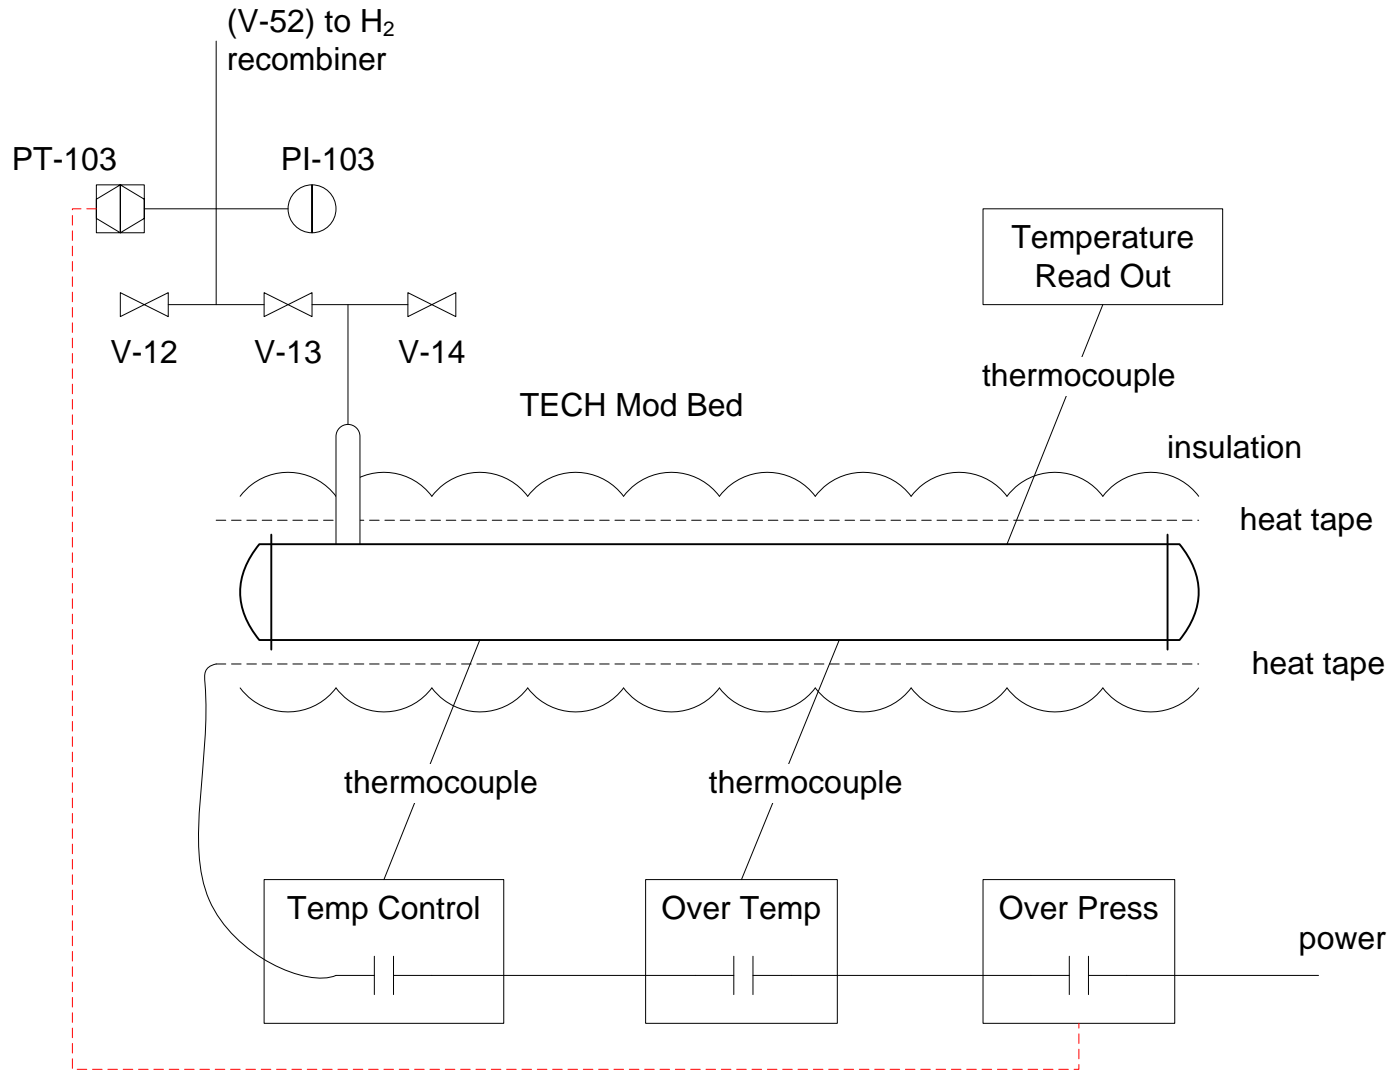 (V-52) to H₂
recombiner
PT-103
PI-103
Temperature
Read Out
V-12
V-13
V-14
thermocouple
TECH Mod Bed
insulation
heat tape
heat tape
thermocouple
thermocouple
Temp Control
Over Temp
Over Press
power